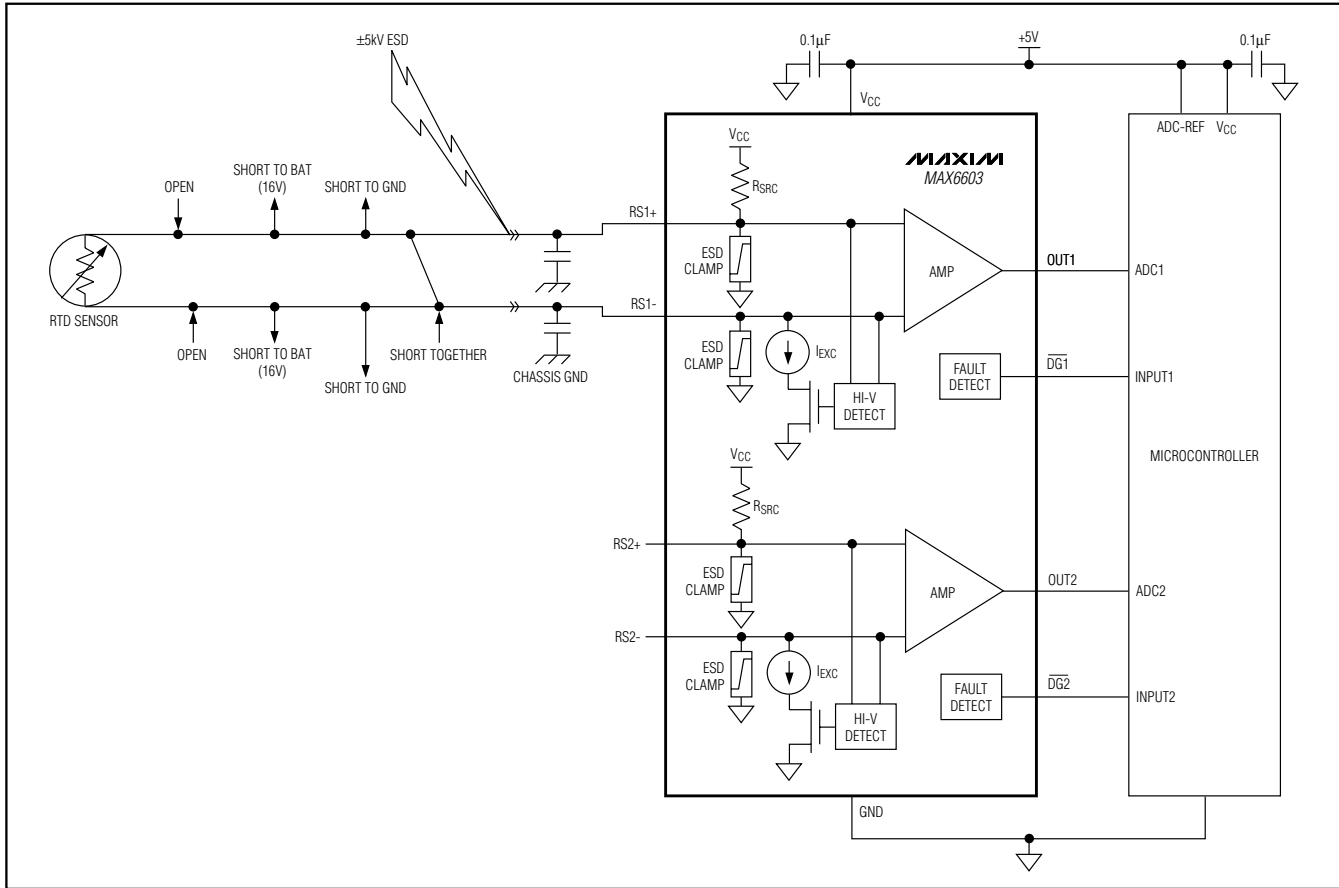 ±5kV ESD
0.1µF
+5V
0.1µF
VCC
ADC-REF VCC
VCC
MAXIM
MAX6603
RSRC
OPEN
SHORT TO BAT
(16V)
SHORT TO GND
RS1+
ESD
CLAMP
AMP
OUT1
ADC1
RS1-
RTD SENSOR
OPEN
SHORT TO BAT
(16V)
SHORT TO GND
SHORT TOGETHER
CHASSIS GND
ESD
CLAMP
IEXC
HI-V
DETECT
FAULT
DETECT
DG1
INPUT1
MICROCONTROLLER
VCC
RSRC
RS2+
ESD
CLAMP
AMP
OUT2
ADC2
RS2-
ESD
CLAMP
IEXC
HI-V
DETECT
FAULT
DETECT
DG2
INPUT2
GND